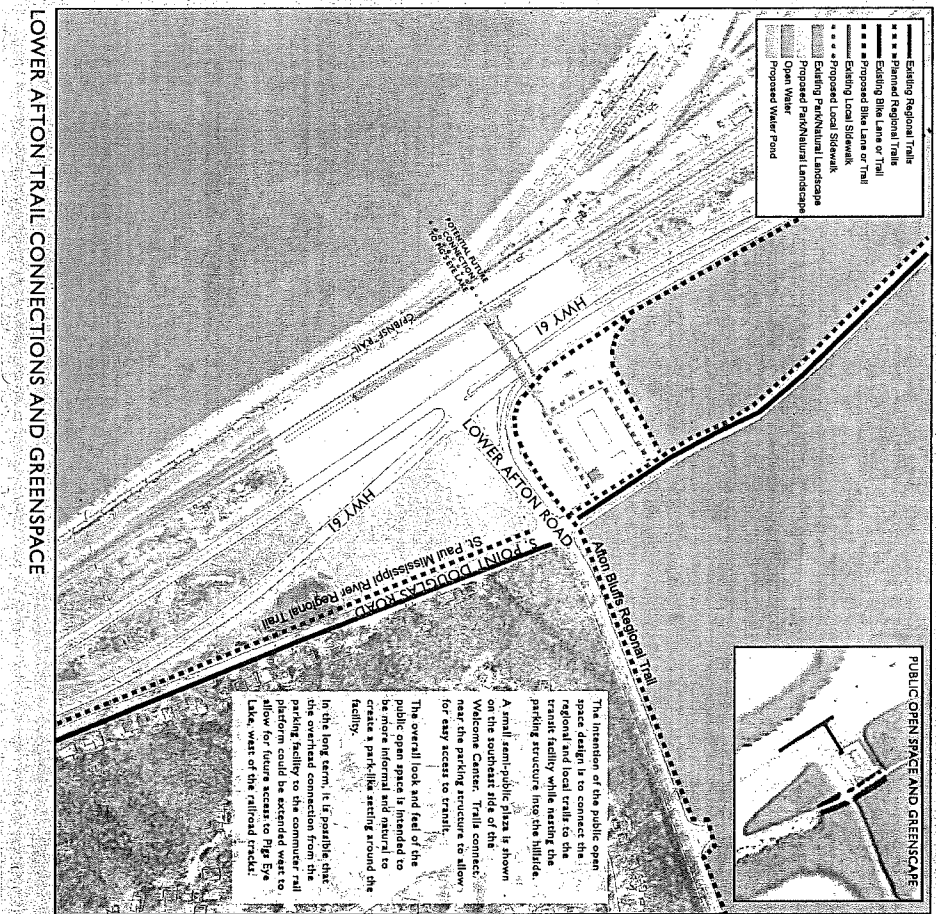 LOWER AFTON TRAIL CONNECTIONS AND GREENSPACE
Existing Regional Trails
Planned Regional Trails
Existing Bike Lane or Trail
Proposed Bike Lane or Trail
Existing Local Sidewalk
Proposed Local Sidewalk
Existing Park/Natural Landscape
Proposed Park/Natural Landscape
Open Water
Proposed Water Pond
PUBLIC OPEN SPACE AND GREENSCAPE
POTENTIAL FUTURE
CONNECTION
TO PIG'S EYE LAKE
CP/BNSF RAIL
HWY 61
HWY 61
LOWER AFTON ROAD
Afton Bluffs Regional Trail
S. POINT DOUGLAS ROAD
St. Paul Mississippi River Regional Trail
The intention of the public open
space design is to connect the
regional and local trails to the
transit facility while nesting the
parking structure into the hillside.
A small semi-public plaza is shown
on the southeast side of the
Welcome Center. Trails connect
near the parking structure to allow
for easy access to transit.
The overall look and feel of the
public open space is intended to
be more informal and natural to
create a park-like setting around the
facility.
In the long term, it is possible that
the overhead connection from the
parking facility to the commuter rail
platform could be extended west to
allow for future access to Pigs Eye
Lake, west of the railroad tracks.